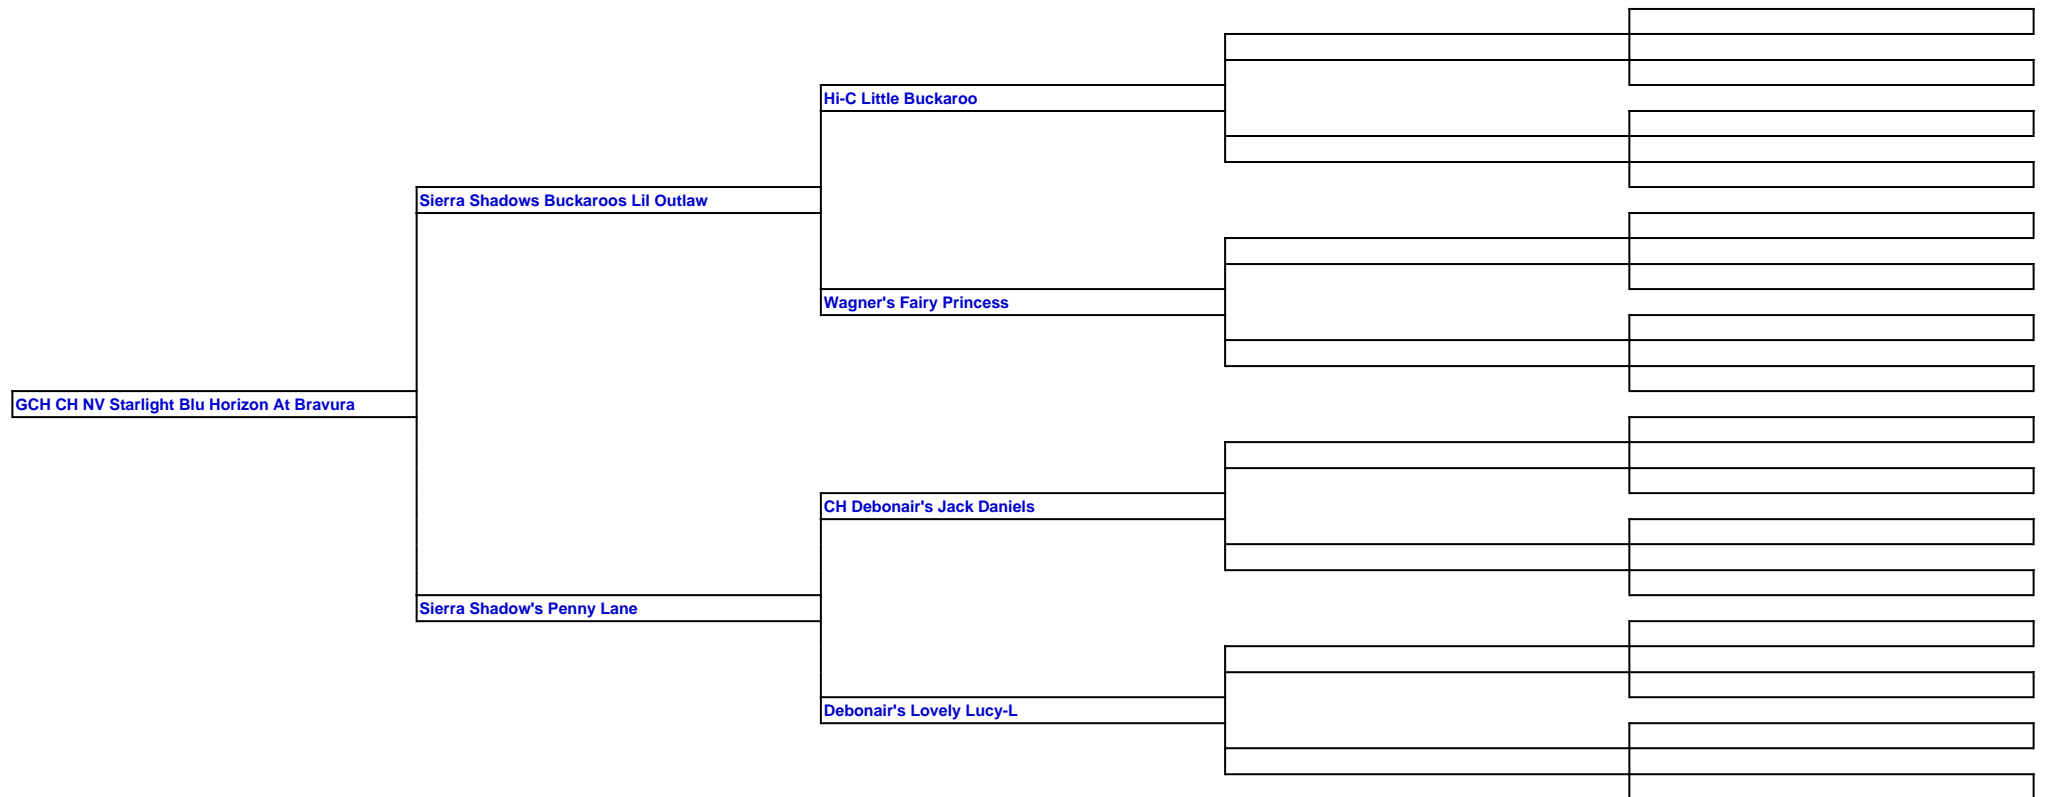 Hi-C Little Buckaroo
Sierra Shadows Buckaroos Lil Outlaw
Wagner's Fairy Princess
GCH CH NV Starlight Blu Horizon At Bravura
CH Debonair's Jack Daniels
Sierra Shadow's Penny Lane
Debonair's Lovely Lucy-L